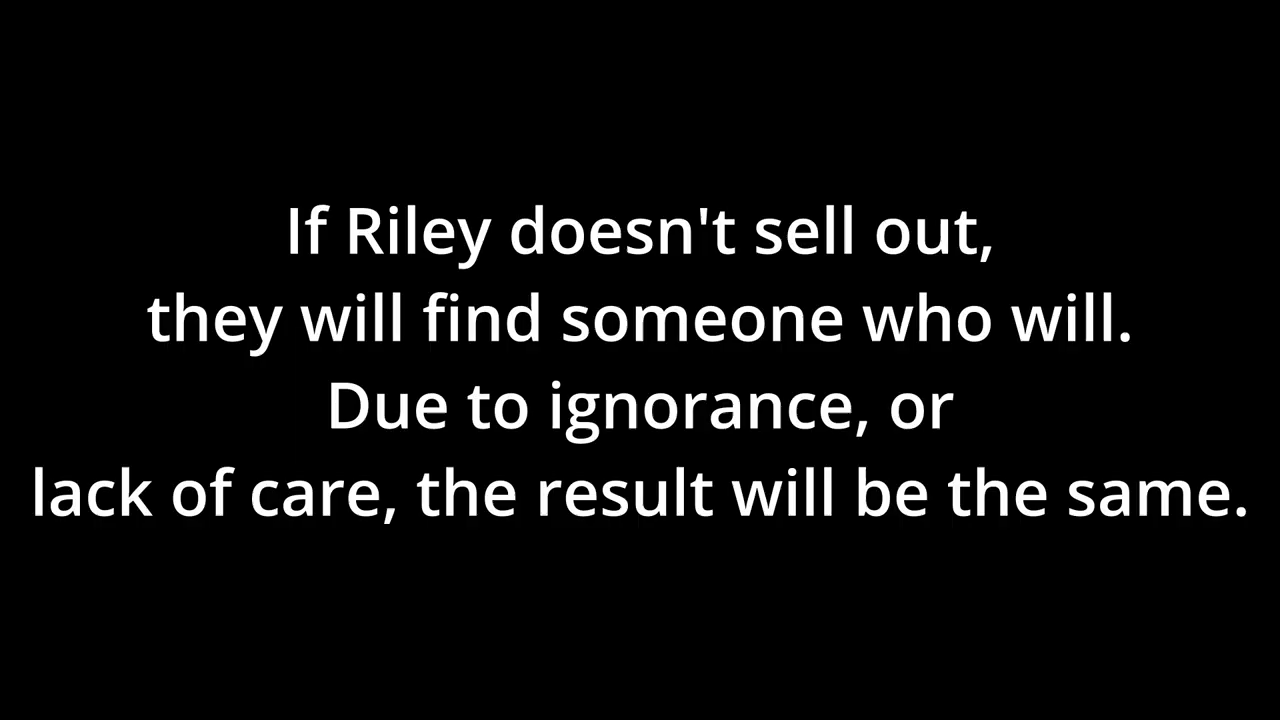 If Riley doesn't sell out,
they will find someone who will.
Due to ignorance, or
lack of care, the result will be the same.